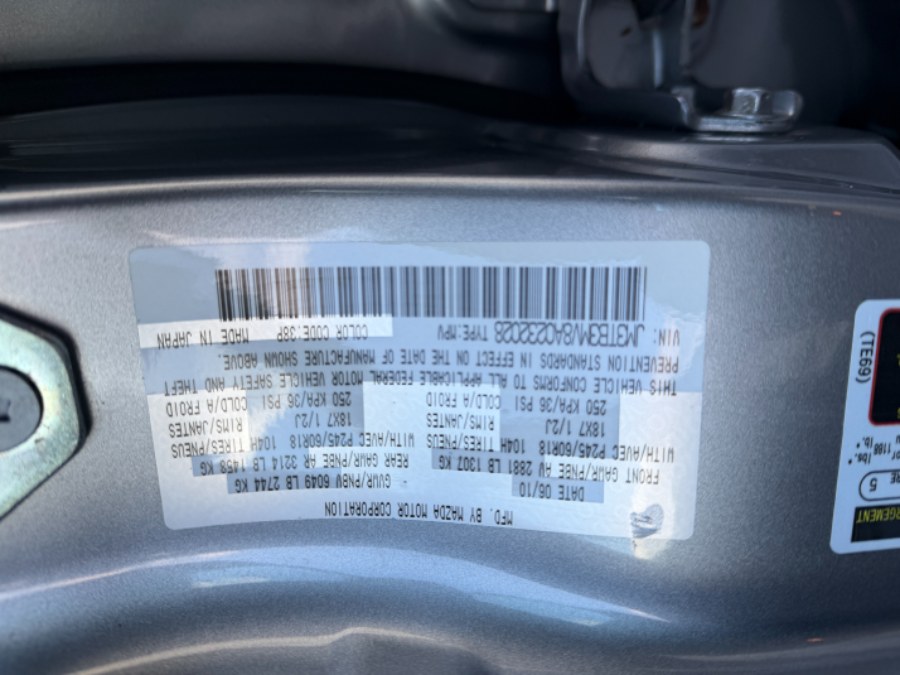 MFD. BY MAZDA MOTOR CORPORATION
DATE 06/10
GVWR/PNBV 6049 LB 2744 KG
FRONT GAWR/PNBE AV 2881 LB 1307 KG
WITH/AVEC P245/60R18 104H TIRES/PNEUS
18X7 1/2J RIMS/JANTES
250 KPA/36 PSI COLD/A FROID
REAR GAWR/PNBE AR 3214 LB 1458 KG
WITH/AVEC P245/60R18 104H TIRES/PNEUS
18X7 1/2J RIMS/JANTES
250 KPA/36 PSI COLD/A FROID
THIS VEHICLE CONFORMS TO ALL APPLICABLE FEDERAL MOTOR VEHICLE SAFETY AND THEFT
PREVENTION STANDARDS IN EFFECT ON THE DATE OF MANUFACTURE SHOWN ABOVE.
VIN: JM3TB3MV8A0232028 TYPE:MPV COLOR CODE:38P MADE IN JAPAN
(TE69)
of 1186
lb.*
lbs.*
5